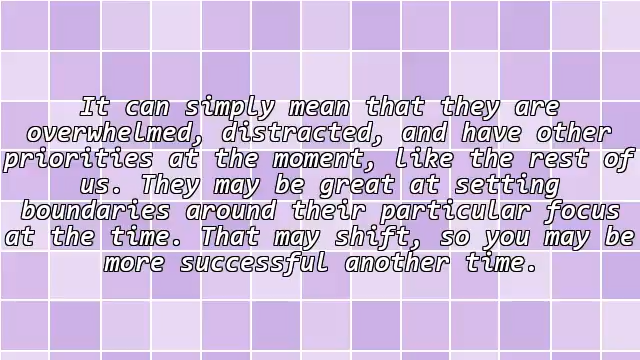 It can simply mean that they are
overwhelmed, distracted, and have other
priorities at the moment, like the rest of
us. They may be great at setting
boundaries around their particular focus
at the time. That may shift, so you may be
more successful another time.